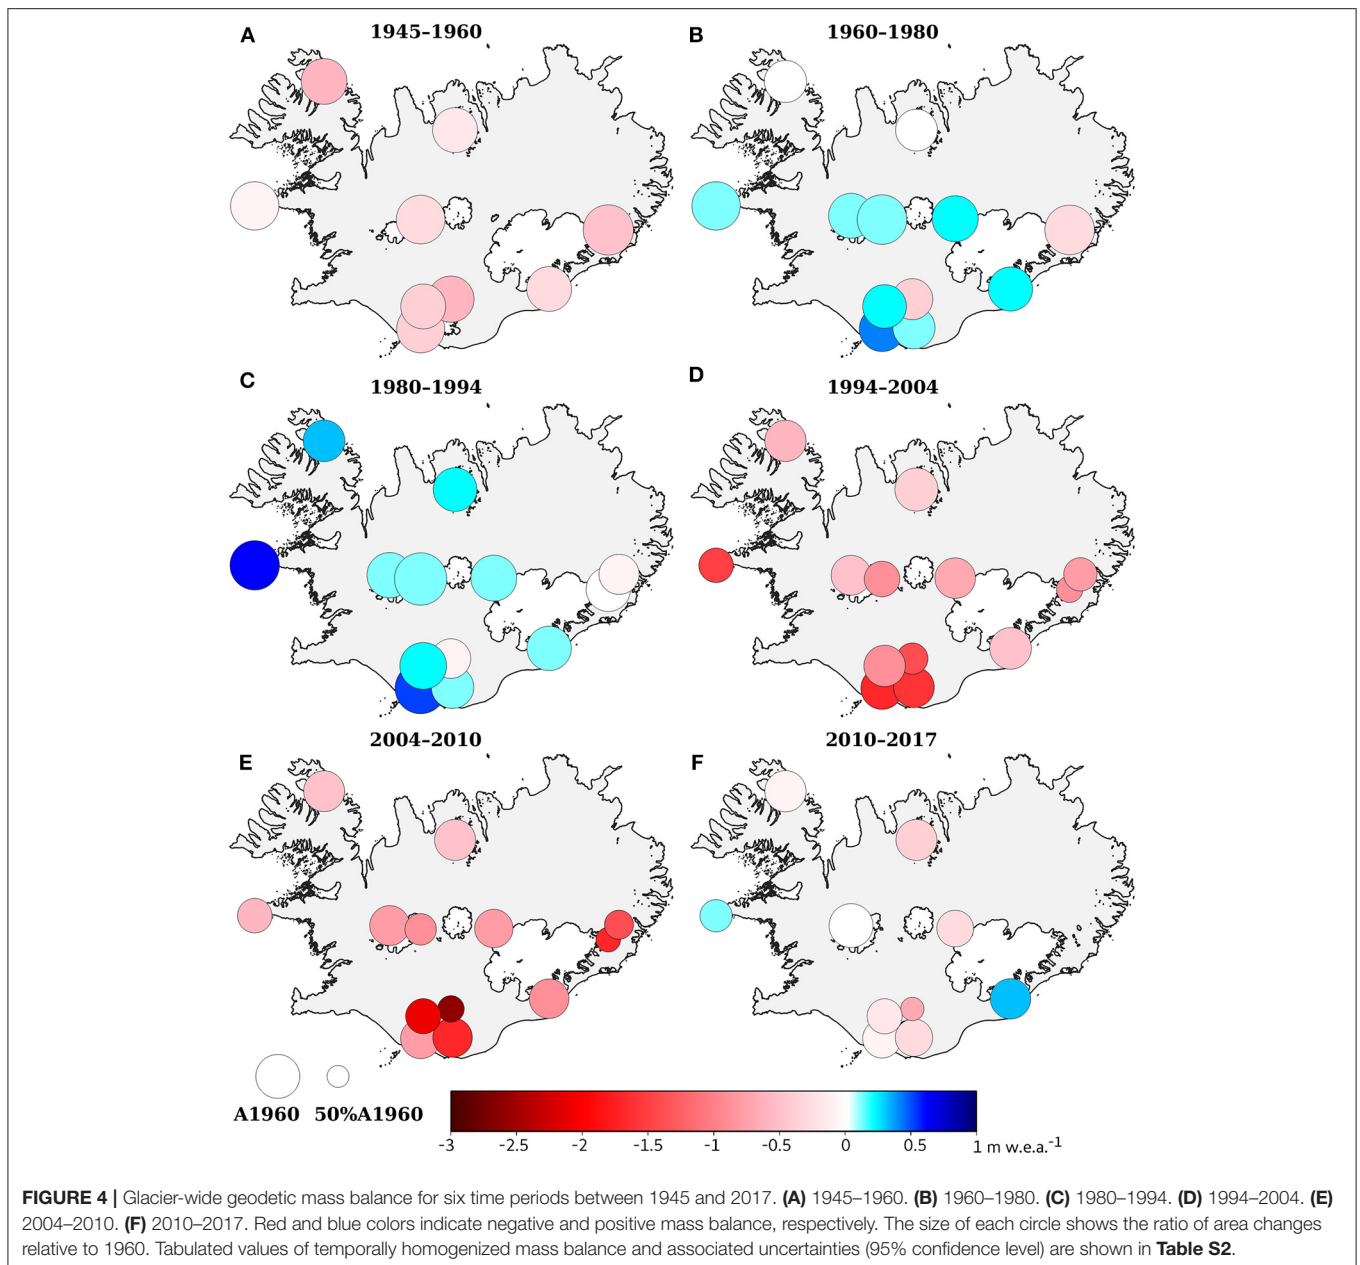 A
1945–1960
B
1960–1980
C
1980–1994
D
1994–2004
E
2004–2010
F
2010–2017
A1960 50%A1960
-3 -2.5 -2 -1.5 -1 -0.5 0 0.5 1 m w.e.a.-1
FIGURE 4 | Glacier-wide geodetic mass balance for six time periods between 1945 and 2017. (A) 1945–1960. (B) 1960–1980. (C) 1980–1994. (D) 1994–2004. (E)
2004–2010. (F) 2010–2017. Red and blue colors indicate negative and positive mass balance, respectively. The size of each circle shows the ratio of area changes
relative to 1960. Tabulated values of temporally homogenized mass balance and associated uncertainties (95% confidence level) are shown in Table S2.